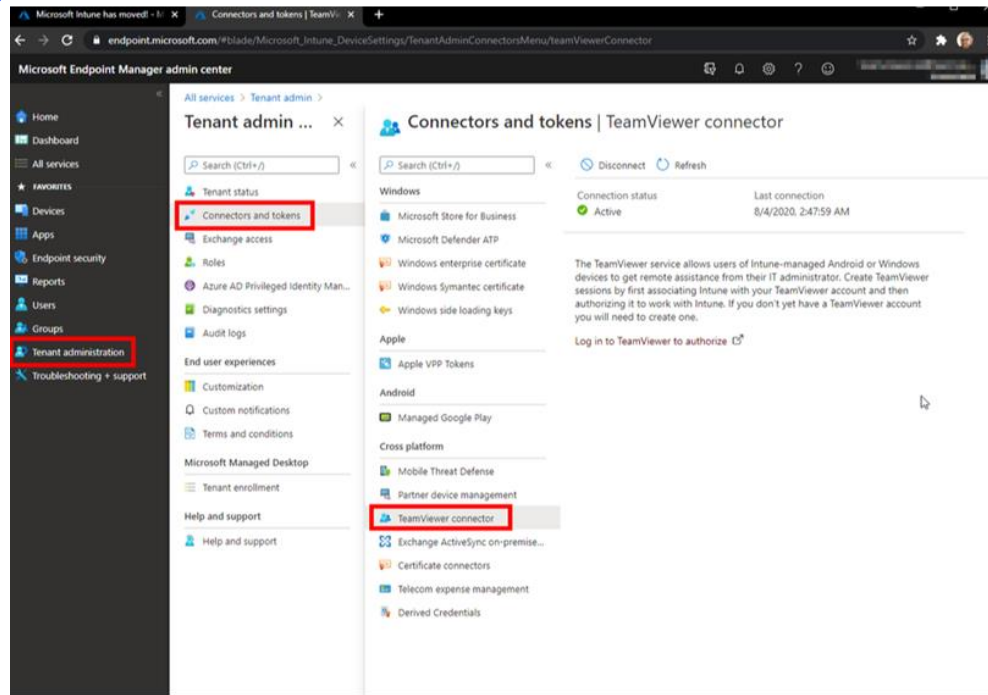 Microsoft Intune has moved! - M
Connectors and tokens | TeamVi
endpoint.microsoft.com/#blade/Microsoft_Intune_DeviceSettings/TenantAdminConnectorsMenu/teamViewerConnector
Microsoft Endpoint Manager admin center
Home
Dashboard
All services
FAVORITES
Devices
Apps
Endpoint security
Reports
Users
Groups
Tenant administration
Troubleshooting + support
All services > Tenant admin >
Tenant admin ...
Search (Ctrl+/)
Tenant status
Connectors and tokens
Exchange access
Roles
Azure AD Privileged Identity Man...
Diagnostics settings
Audit logs
End user experiences
Customization
Custom notifications
Terms and conditions
Microsoft Managed Desktop
Tenant enrollment
Help and support
Help and support
Connectors and tokens | TeamViewer connector
Search (Ctrl+/)
Windows
Microsoft Store for Business
Microsoft Defender ATP
Windows enterprise certificate
Windows Symantec certificate
Windows side loading keys
Apple
Apple VPP Tokens
Android
Managed Google Play
Cross platform
Mobile Threat Defense
Partner device management
TeamViewer connector
Exchange ActiveSync on-premise...
Certificate connectors
Telecom expense management
Derived Credentials
Disconnect Refresh
Connection status
Active
Last connection
8/4/2020, 2:47:59 AM
The TeamViewer service allows users of Intune-managed Android or Windows
devices to get remote assistance from their IT administrator. Create TeamViewer
sessions by first associating Intune with your TeamViewer account and then
authorizing it to work with Intune. If you don't yet have a TeamViewer account
you will need to create one.
Log in to TeamViewer to authorize